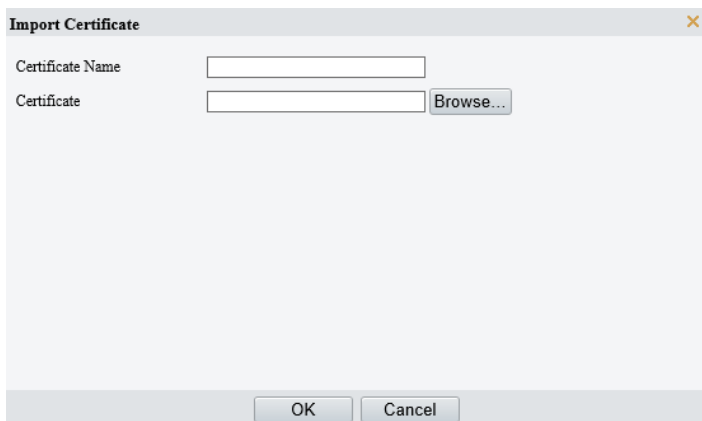 Import Certificate
Certificate Name
Certificate
Browse...
OK
Cancel